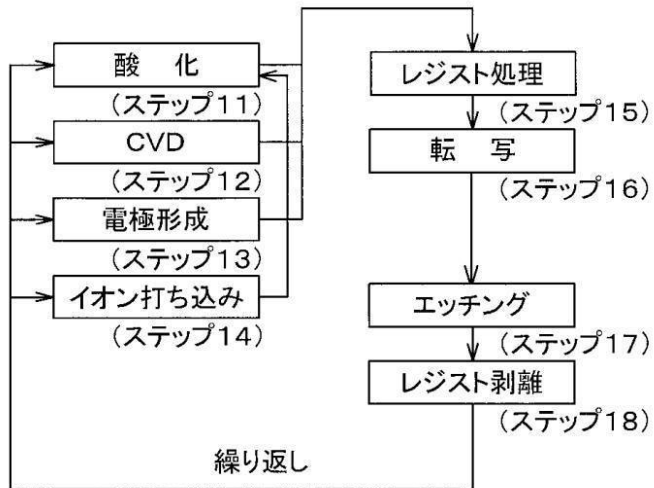 酸　化
(ステップ11)
CVD
(ステップ12)
電極形成
(ステップ13)
イオン打ち込み
(ステップ14)
レジスト処理
(ステップ15)
転　写
(ステップ16)
エッチング
(ステップ17)
レジスト剥離
(ステップ18)
繰り返し